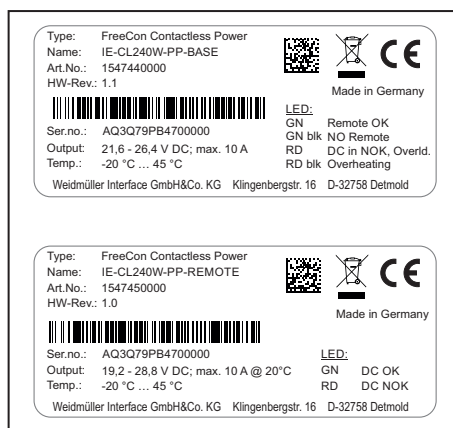 Type: FreeCon Contactless Power
Name: IE-CL240W-PP-BASE
Art.No.: 1547440000
HW-Rev.: 1.1
CE
Made in Germany
Ser.no.: AQ3Q79PB4700000
Output: 21,6 - 26,4 V DC; max. 10 A
Temp.: -20 °C ... 45 °C
LED:
GN Remote OK
GN blk NO Remote
RD DC in NOK, Overld.
RD blk Overheating
Weidmüller Interface GmbH&Co. KG Klingenbergstr. 16 D-32758 Detmold
Type: FreeCon Contactless Power
Name: IE-CL240W-PP-REMOTE
Art.No.: 1547450000
HW-Rev.: 1.0
CE
Made in Germany
Ser.no.: AQ3Q79PB4700000
Output: 19,2 - 28,8 V DC; max. 10 A @ 20°C
Temp.: -20 °C ... 45 °C
LED:
GN DC OK
RD DC NOK
Weidmüller Interface GmbH&Co. KG Klingenbergstr. 16 D-32758 Detmold